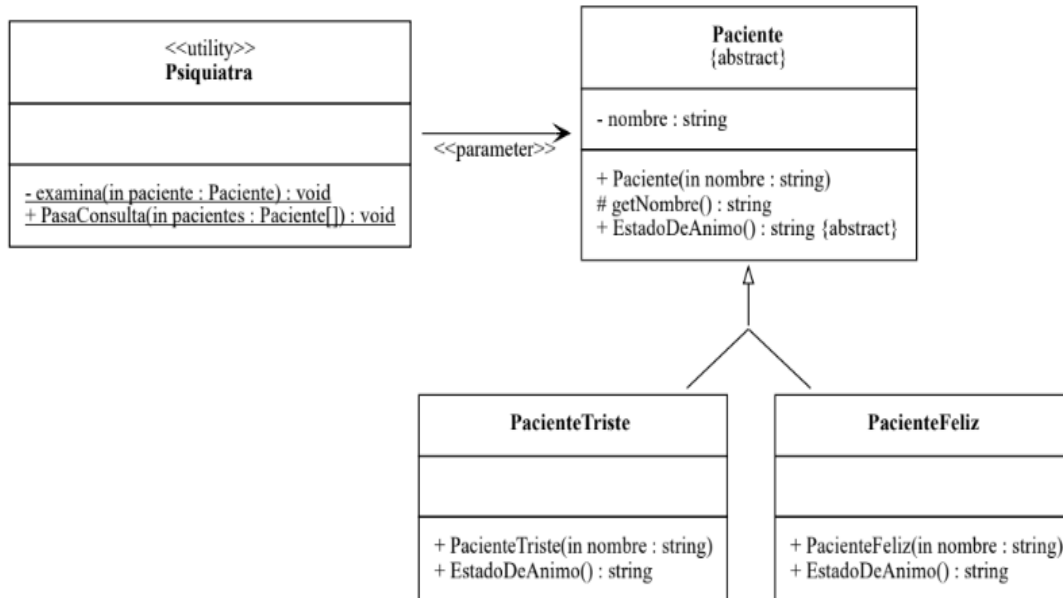 <<utility>>
Psiquiatra
- examina(in paciente : Paciente) : void
+ PasaConsulta(in pacientes : Paciente[]) : void
<<parameter>>
Paciente
{abstract}
- nombre : string
+ Paciente(in nombre : string)
# getNombre() : string
+ EstadoDeAnimo() : string {abstract}
PacienteTriste
+ PacienteTriste(in nombre : string)
+ EstadoDeAnimo() : string
PacienteFeliz
+ PacienteFeliz(in nombre : string)
+ EstadoDeAnimo() : string